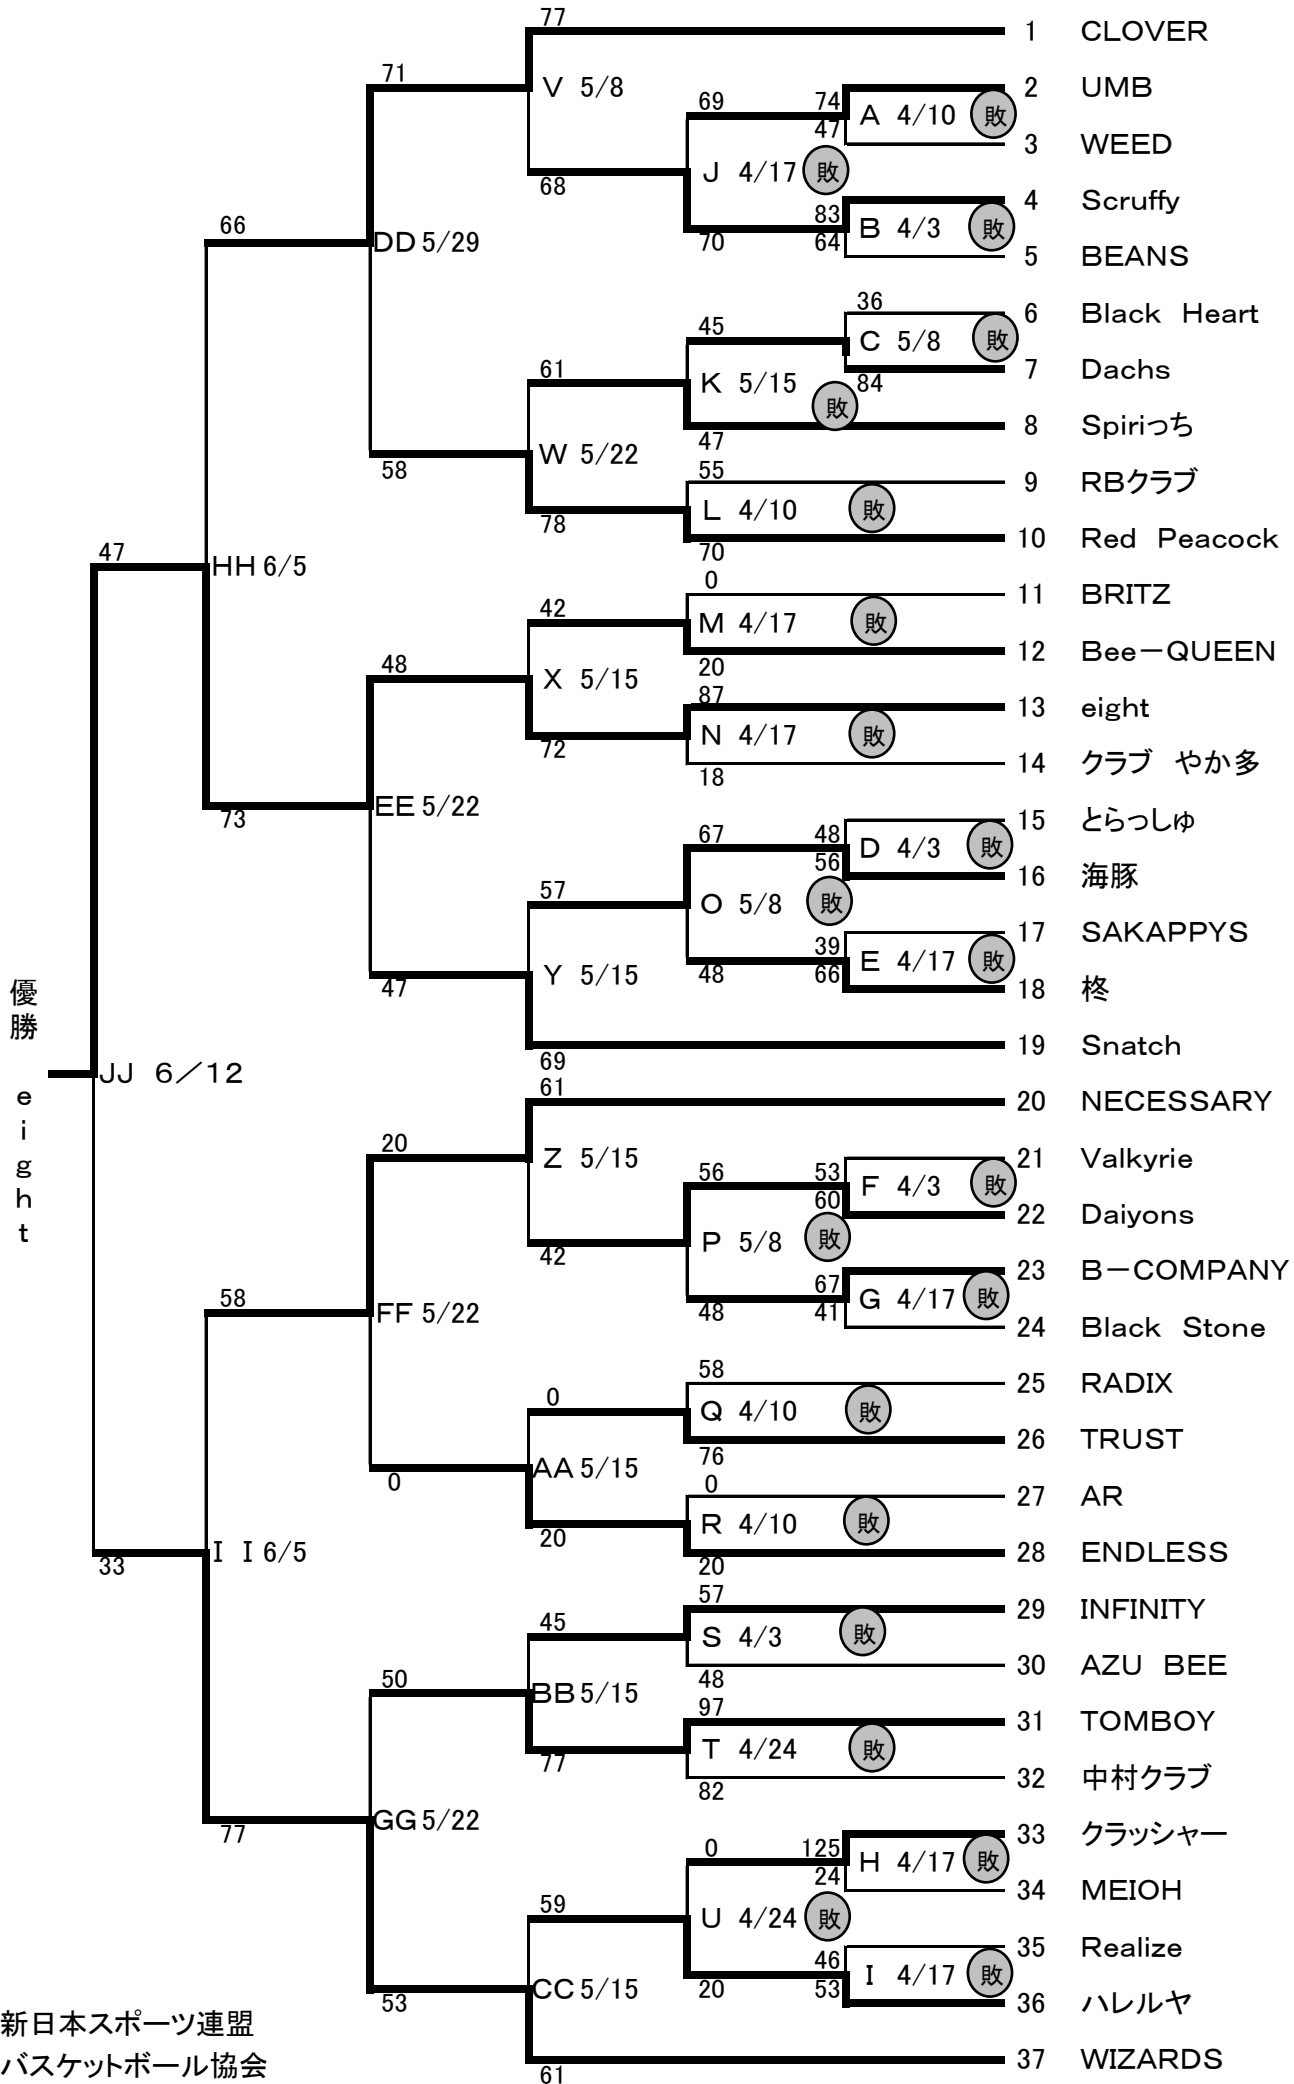 77
1 CLOVER
71
V 5/8
2 UMB
69 74
A 4/10 敗
47
3 WEED
J 4/17 敗
68
4 Scruffy
83
66
B 4/3 敗
70 64
DD 5/29
5 BEANS
36
6 Black Heart
45
C 5/8 敗
61
K 5/15
7 Dachs
84
敗
8 Spiriっち
47
W 5/22
58
55
9 RBクラブ
L 4/10 敗
78
10 Red Peacock
70
47
HH 6/5
0
11 BRITZ
42
M 4/17 敗
12 Bee－QUEEN
20
48
X 5/15
87
13 eight
N 4/17 敗
72
14 クラブ やか多
18
EE 5/22
73
15 とらっしゅ
67 48
D 4/3 敗
56
16 海豚
57
O 5/8 敗
17 SAKAPPYS
39
E 4/17 敗
48 66
Y 5/15
47
18 柊
19 Snatch
69
優勝 eight
JJ 6／12
61
20 NECESSARY
20
Z 5/15
21 Valkyrie
56 53
F 4/3 敗
60
22 Daiyons
P 5/8 敗
42
23 B－COMPANY
67
58
G 4/17 敗
48 41
FF 5/22
24 Black Stone
58
25 RADIX
0
Q 4/10 敗
26 TRUST
76
AA 5/15
0
0
27 AR
R 4/10 敗
20
28 ENDLESS
20
I I 6/5
33
57
29 INFINITY
45
S 4/3 敗
30 AZU BEE
48
50
BB 5/15
97
31 TOMBOY
T 4/24 敗
77
32 中村クラブ
82
GG 5/22
77
33 クラッシャー
0 125
H 4/17 敗
24
34 MEIOH
59
U 4/24 敗
35 Realize
46
I 4/17 敗
20 53
CC 5/15
53
36 ハレルヤ
新日本スポーツ連盟
37 WIZARDS
61
バスケットボール協会